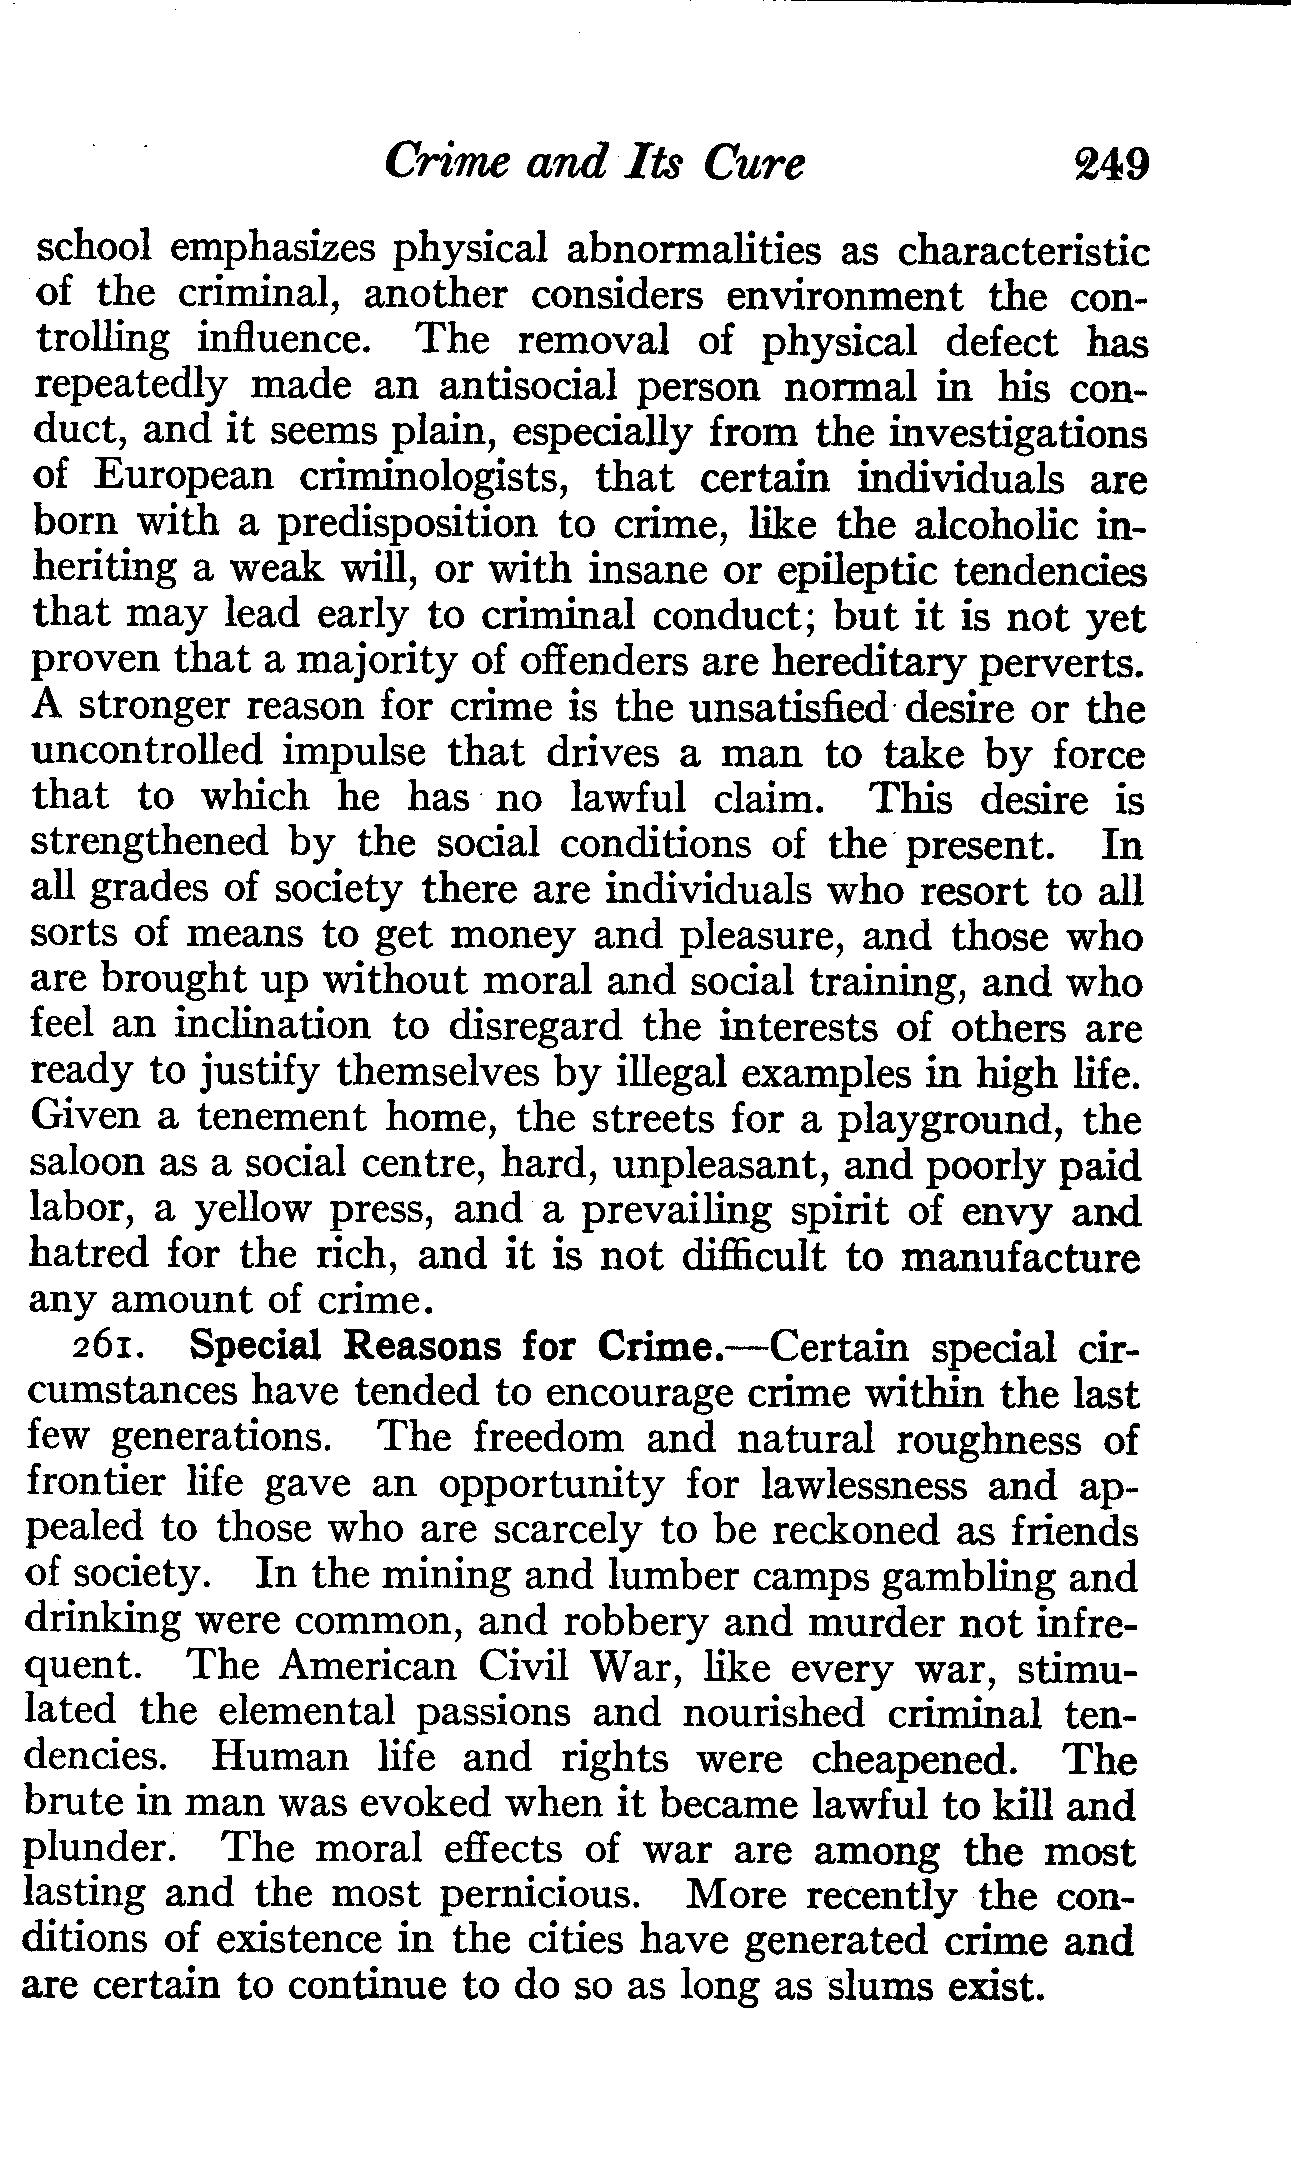 Crime and Its Cure 249
school emphasizes physical abnormalities as characteristic
of the criminal, another considers environment the con-
trolling influence. The removal of physical defect has
repeatedly made an antisocial person normal in his con-
duct, and it seems plain, especially from the investigations
of European criminologists, that certain individuals are
born with a predisposition to crime, like the alcoholic in-
heriting a weak will, or with insane or epileptic tendencies
that may lead early to criminal conduct; but it is not yet
proven that a majority of offenders are hereditary perverts.
A stronger reason for crime is the unsatisfied desire or the
uncontrolled impulse that drives a man to take by force
that to which he has no lawful claim. This desire is
strengthened by the social conditions of the present. In
all grades of society there are individuals who resort to all
sorts of means to get money and pleasure, and those who
are brought up without moral and social training, and who
feel an inclination to disregard the interests of others are
ready to justify themselves by illegal examples in high life.
Given a tenement home, the streets for a playground, the
saloon as a social centre, hard, unpleasant, and poorly paid
labor, a yellow press, and a prevailing spirit of envy and
hatred for the rich, and it is not difficult to manufacture
any amount of crime.
261. Special Reasons for Crime.—Certain special cir-
cumstances have tended to encourage crime within the last
few generations. The freedom and natural roughness of
frontier life gave an opportunity for lawlessness and ap-
pealed to those who are scarcely to be reckoned as friends
of society. In the mining and lumber camps gambling and
drinking were common, and robbery and murder not infre-
quent. The American Civil War, like every war, stimu-
lated the elemental passions and nourished criminal ten-
dencies. Human life and rights were cheapened. The
brute in man was evoked when it became lawful to kill and
plunder. The moral effects of war are among the most
lasting and the most pernicious. More recently the con-
ditions of existence in the cities have generated crime and
are certain to continue to do so as long as slums exist.